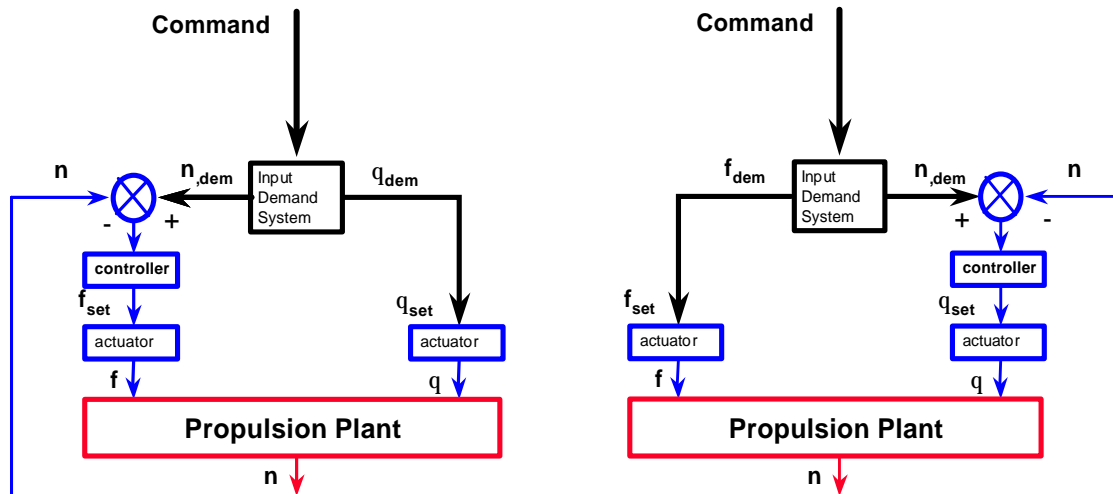 Command
n
n,dem
Input
Demand
System
qdem
-
+
controller
fset
actuator
f
qset
actuator
q
Propulsion Plant
n
Command
fdem
Input
Demand
System
n,dem
n
+
-
controller
fset
actuator
f
qset
actuator
q
Propulsion Plant
n